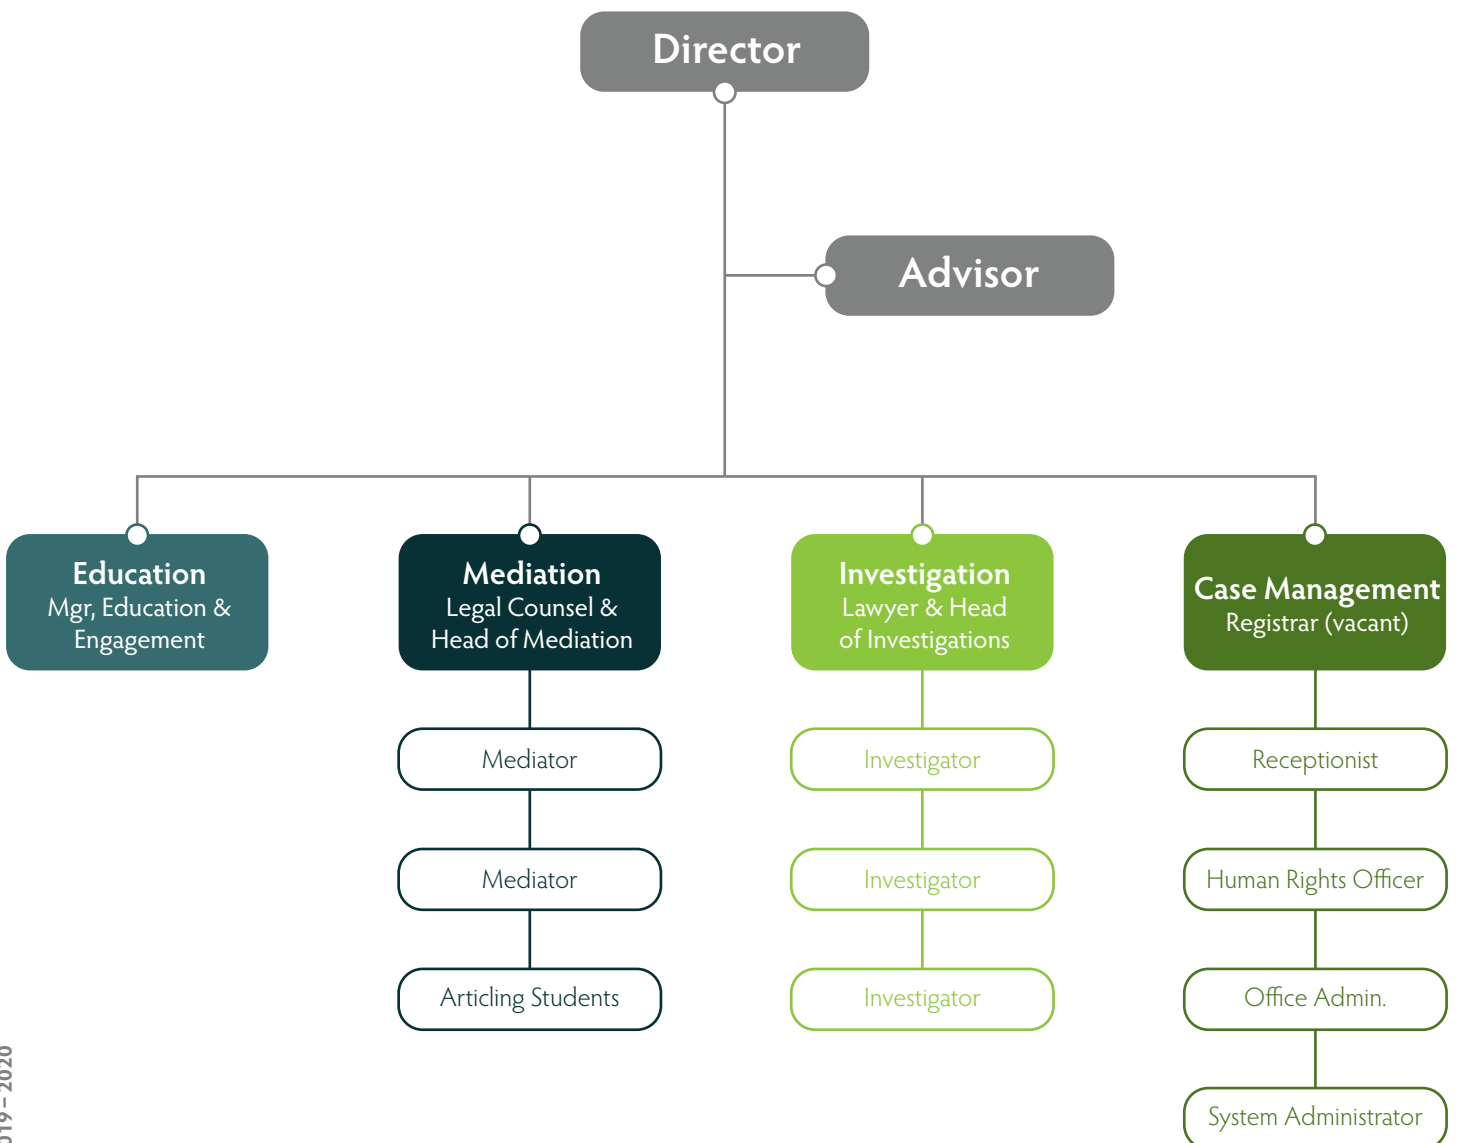 Director
Advisor
Education
Mgr, Education &
Engagement
Mediation
Legal Counsel &
Head of Mediation
Mediator
Mediator
Articling Students
Investigation
Lawyer & Head
of Investigations
Investigator
Investigator
Investigator
Case Management
Registrar (vacant)
Receptionist
Human Rights Officer
Office Admin.
System Administrator
2020